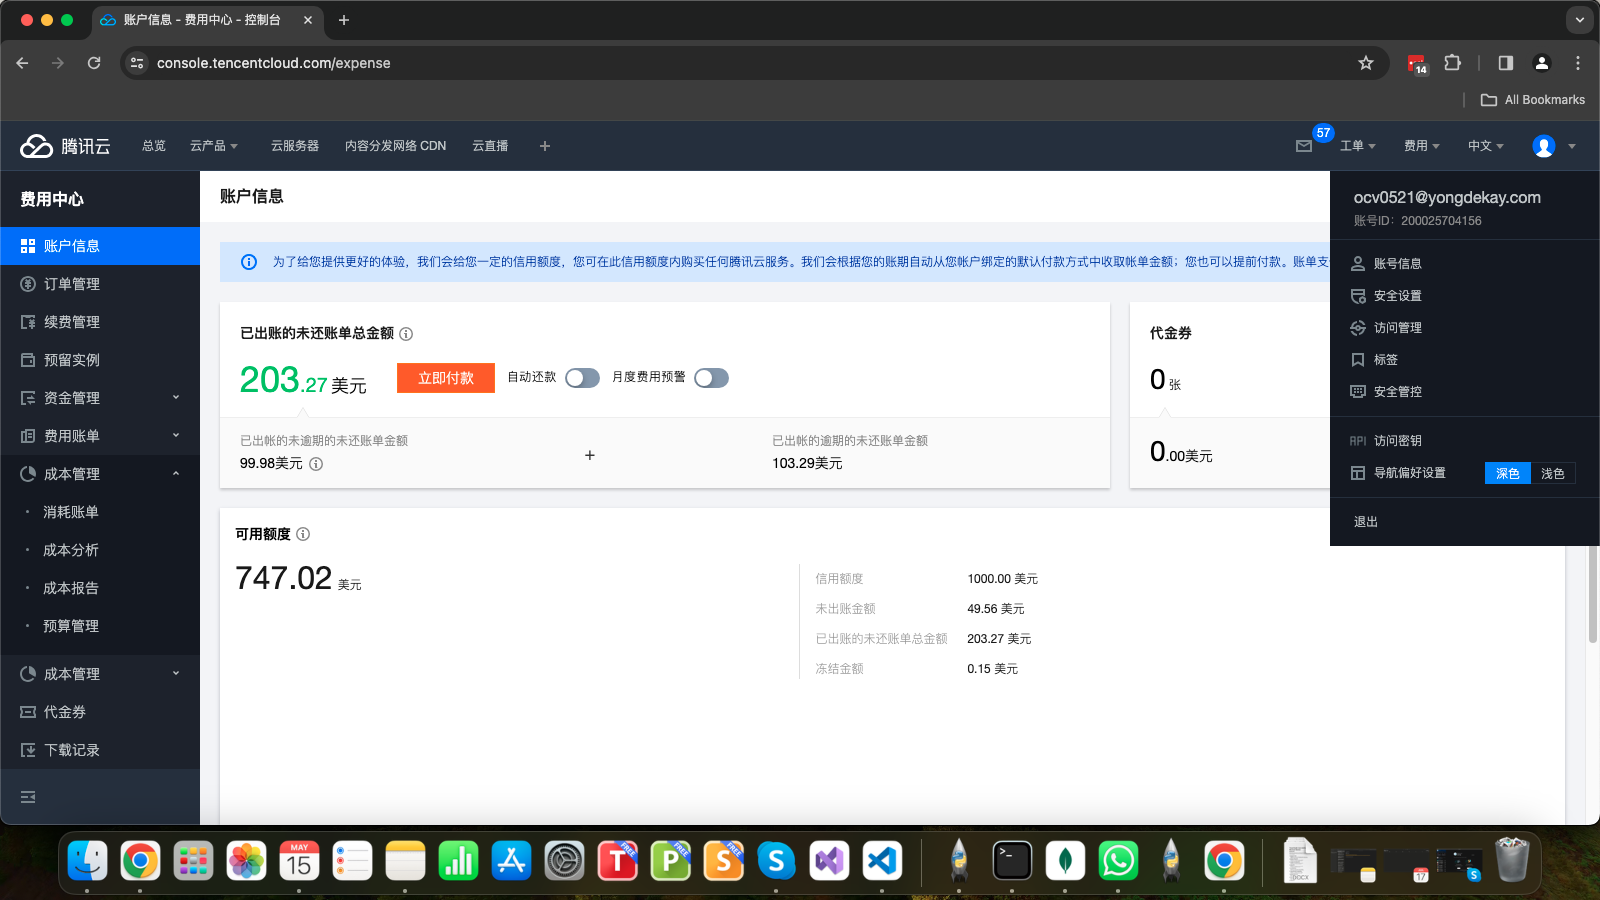 账户信息 - 费用中心 - 控制台
console.tencentcloud.com/expense
14
All Bookmarks
腾讯云
总览
云产品
云服务器
内容分发网络 CDN
云直播
57
工单
费用
中文
费用中心
账户信息
订单管理
续费管理
预留实例
资金管理
费用账单
成本管理
消耗账单
成本分析
成本报告
预算管理
成本管理
代金券
下载记录
账户信息
为了给您提供更好的体验，我们会给您一定的信用额度，您可在此信用额度内购买任何腾讯云服务。我们会根据您的账期自动从您帐户绑定的默认付款方式中收取帐单金额；您也可以提前付款。账单支
已出账的未还账单总金额
203.27 美元
立即付款
自动还款
月度费用预警
已出帐的未逾期的未还账单金额
99.98美元
+
已出帐的逾期的未还账单金额
103.29美元
代金券
0 张
0.00美元
可用额度
747.02 美元
信用额度 1000.00 美元
未出账金额 49.56 美元
已出账的未还账单总金额 203.27 美元
冻结金额 0.15 美元
ocv0521@yongdekay.com
账号ID：200025704156
账号信息
安全设置
访问管理
标签
安全管控
API 访问密钥
导航偏好设置 深色 浅色
退出
MAY
15
T FREE
P FREE
S FREE
S
>_
DOCX
17
S